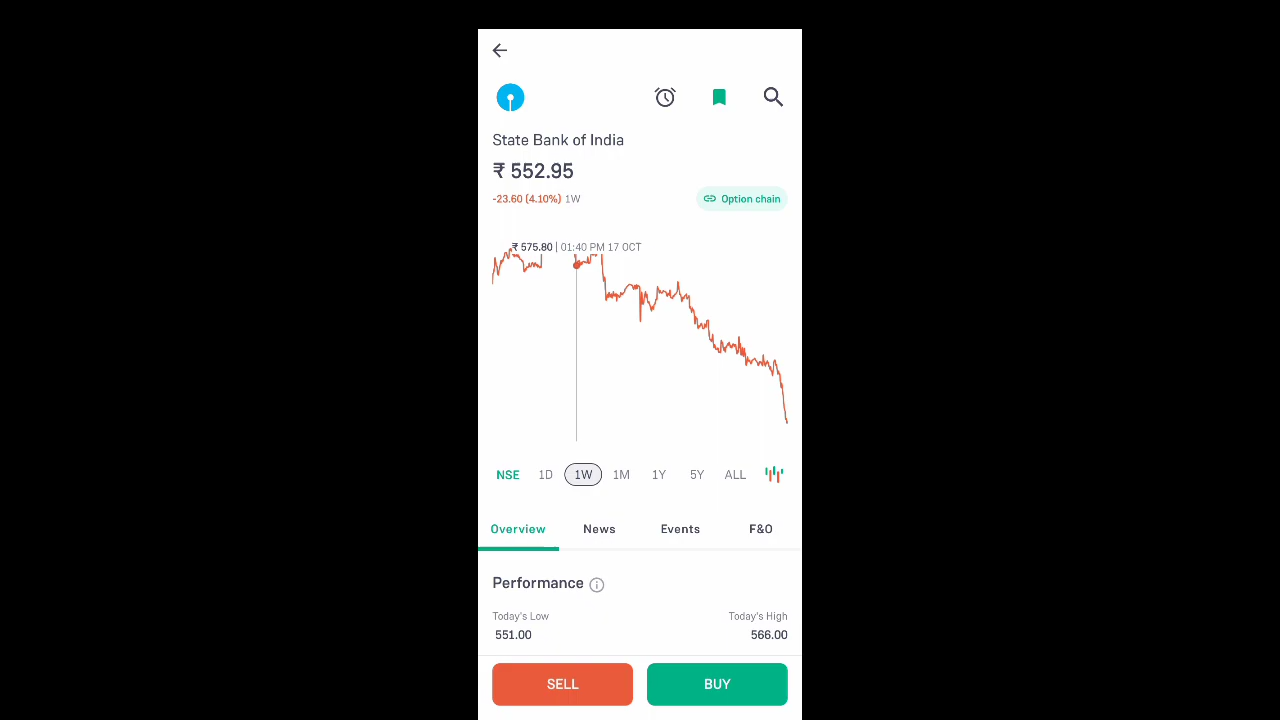 State Bank of India
₹ 552.95
-23.60 (4.10%) 1W
Option chain
₹ 575.80 | 01:40 PM 17 OCT
NSE 1D 1W 1M 1Y 5Y ALL
Overview News Events F&O
Performance
Today's Low Today's High
551.00 566.00
SELL BUY